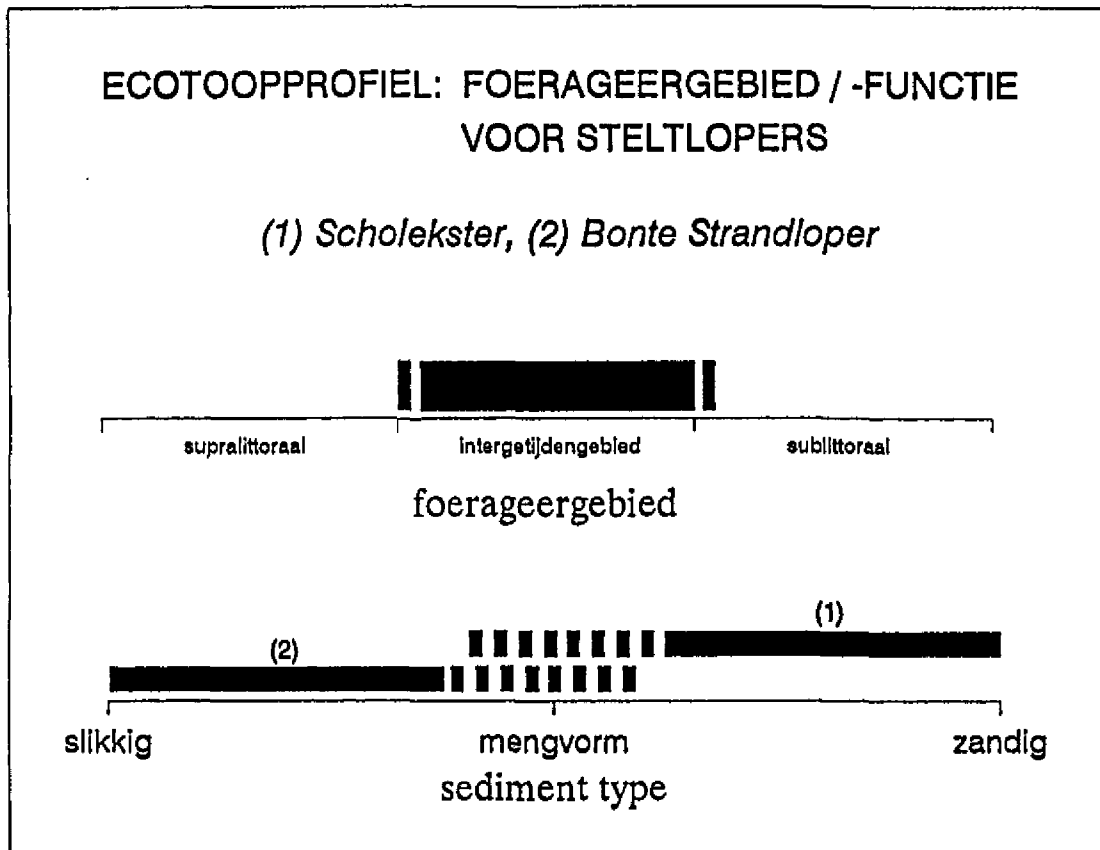 ECOTOOPPROFIEL: FOERAGEERGEBIED / -FUNCTIE
VOOR STELTLOPERS
(1) Scholekster, (2) Bonte Strandloper
supralittoraal intergetijdengebied sublittoraal
foerageergebied
(1)
(2)
slikkig mengvorm zandig
sediment type